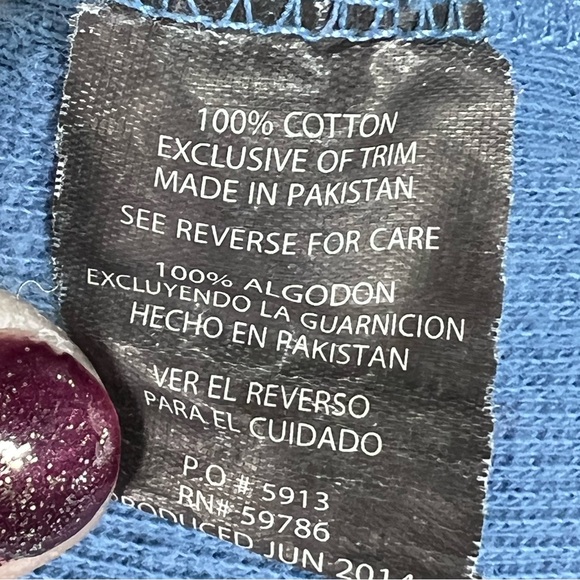 100% COTTON
EXCLUSIVE OF TRIM
MADE IN PAKISTAN
SEE REVERSE FOR CARE
100% ALGODON
EXCLUYENDO LA GUARNICION
HECHO EN PAKISTAN
VER EL REVERSO
PARA EL CUIDADO
P.O # 5913
RN# 59786
PRODUCED JUN 2014